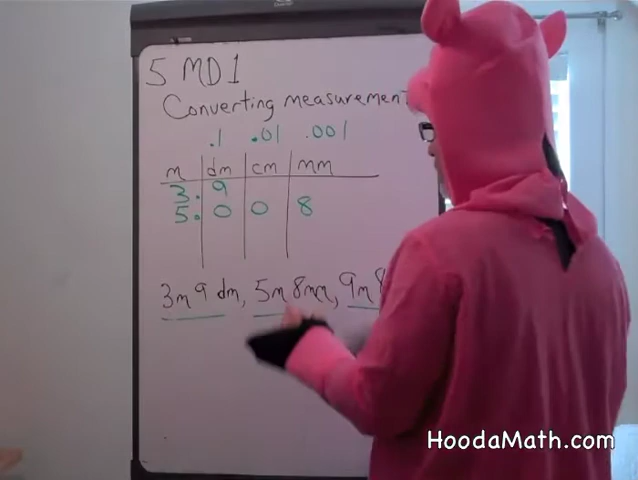 5 MD1
Converting measurement
.1 .01 .001
m dm cm mm
3. 9
5. 0 0 8
3m 9 dm, 5m 8mm, 9m 8
HoodaMath.com